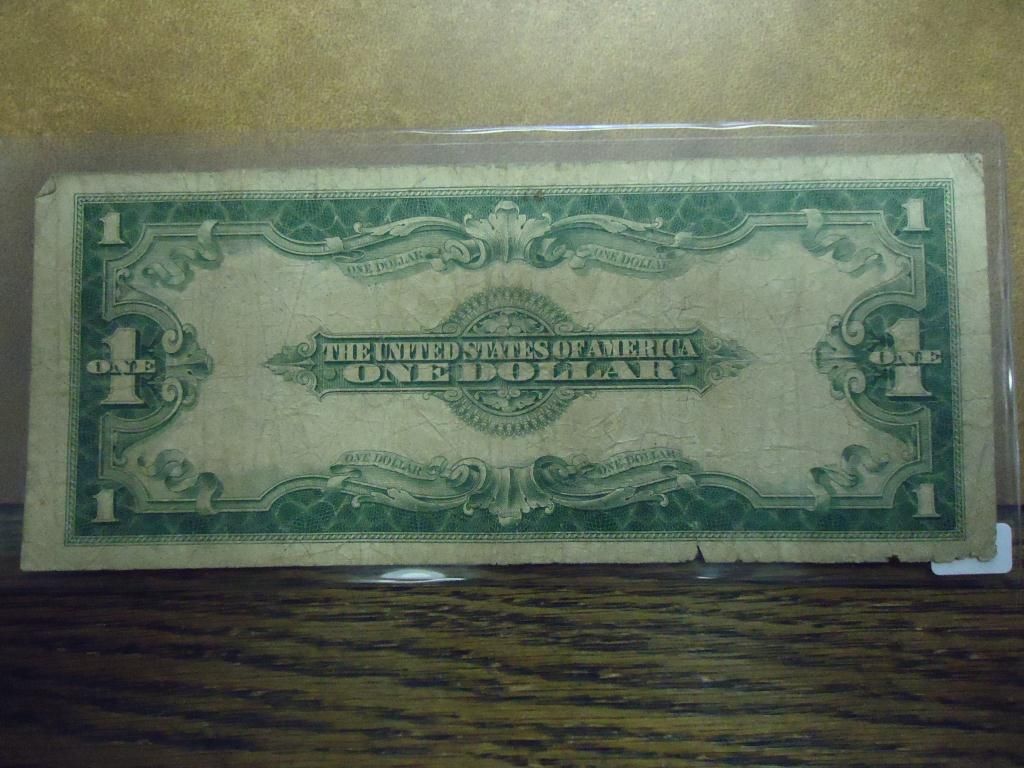 1 1
ONE DOLLAR ONE DOLLAR
THE UNITED STATES OF AMERICA
1 ONE 1 ONE
ONE DOLLAR
ONE DOLLAR ONE DOLLAR
1 1